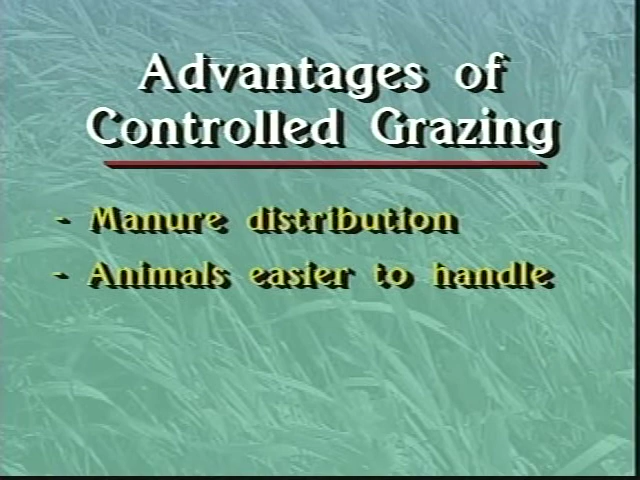 Advantages of
Controlled Grazing
- Manure distribution
- Animals easier to handle